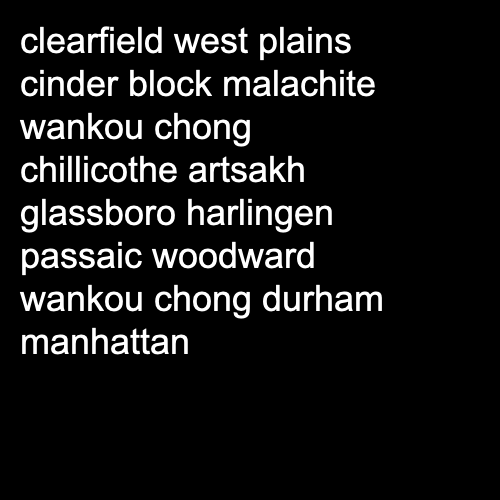 clearfield west plains
cinder block malachite
wankou chong
chillicothe artsakh
glassboro harlingen
passaic woodward
wankou chong durham
manhattan